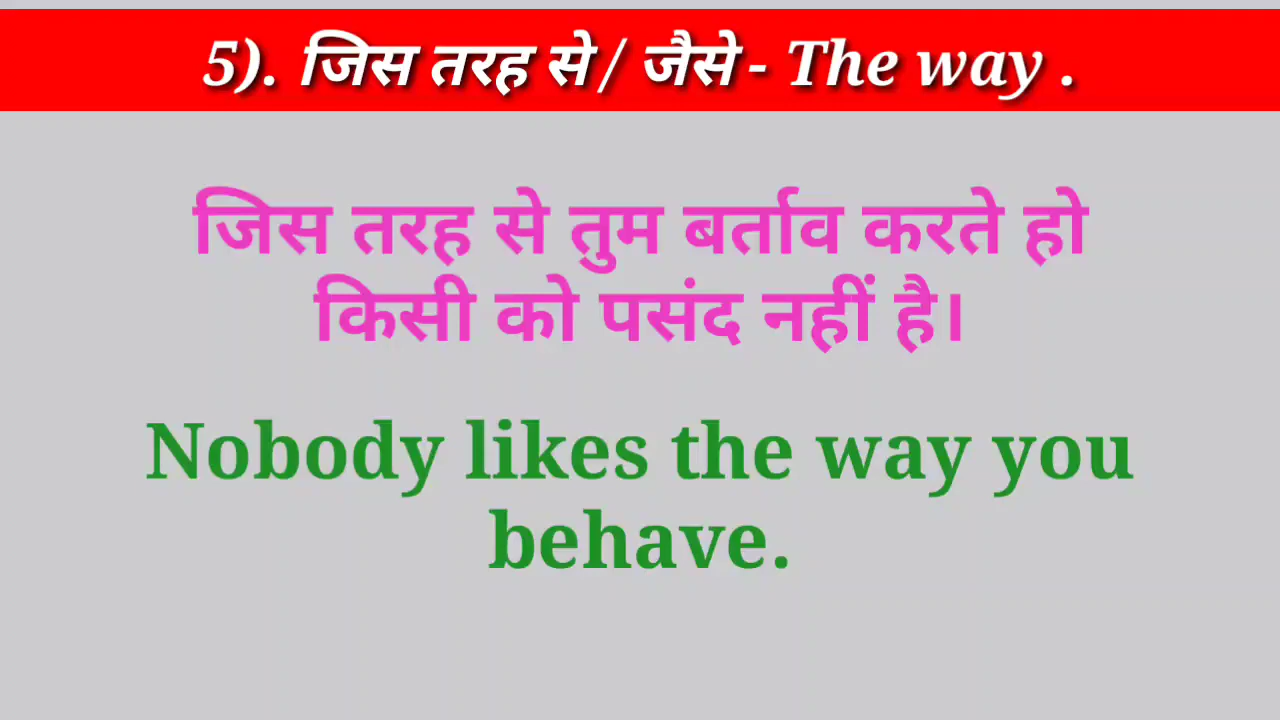 5). जिस तरह से / जैसे - The way .
जिस तरह से तुम बर्ताव करते हो
किसी को पसंद नहीं है।
Nobody likes the way you
behave.